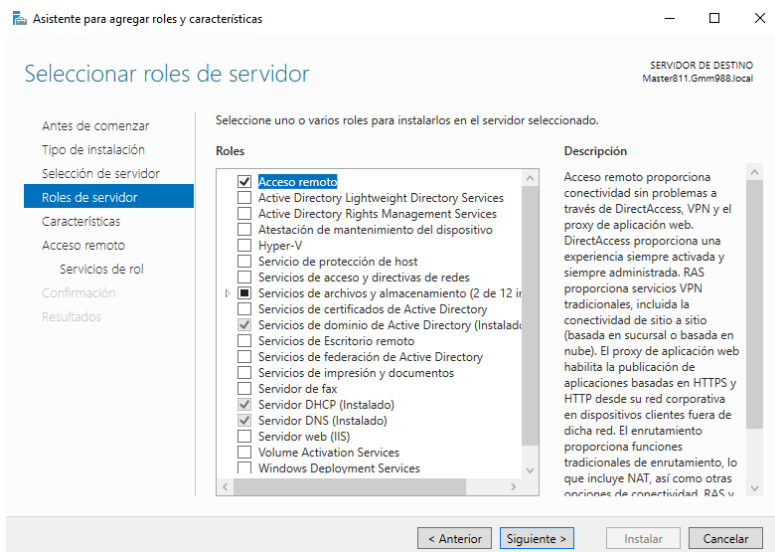 Asistente para agregar roles y características
Seleccionar roles de servidor
SERVIDOR DE DESTINO
Master811.Gmm988.local
Antes de comenzar
Tipo de instalación
Selección de servidor
Roles de servidor
Características
Acceso remoto
Servicios de rol
Confirmación
Resultados
Seleccione uno o varios roles para instalarlos en el servidor seleccionado.
Roles
Acceso remoto
Active Directory Lightweight Directory Services
Active Directory Rights Management Services
Atestación de mantenimiento del dispositivo
Hyper-V
Servicio de protección de host
Servicios de acceso y directivas de redes
Servicios de archivos y almacenamiento (2 de 12 in
Servicios de certificados de Active Directory
Servicios de dominio de Active Directory (Instalado
Servicios de Escritorio remoto
Servicios de federación de Active Directory
Servicios de impresión y documentos
Servidor de fax
Servidor DHCP (Instalado)
Servidor DNS (Instalado)
Servidor web (IIS)
Volume Activation Services
Windows Deployment Services
Descripción
Acceso remoto proporciona
conectividad sin problemas a
través de DirectAccess, VPN y el
proxy de aplicación web.
DirectAccess proporciona una
experiencia siempre activada y
siempre administrada. RAS
proporciona servicios VPN
tradicionales, incluida la
conectividad de sitio a sitio
(basada en sucursal o basada en
nube). El proxy de aplicación web
habilita la publicación de
aplicaciones basadas en HTTPS y
HTTP desde su red corporativa
en dispositivos clientes fuera de
dicha red. El enrutamiento
proporciona funciones
tradicionales de enrutamiento, lo
que incluye NAT, así como otras
opciones de conectividad. RAS y
< Anterior
Siguiente >
Instalar
Cancelar